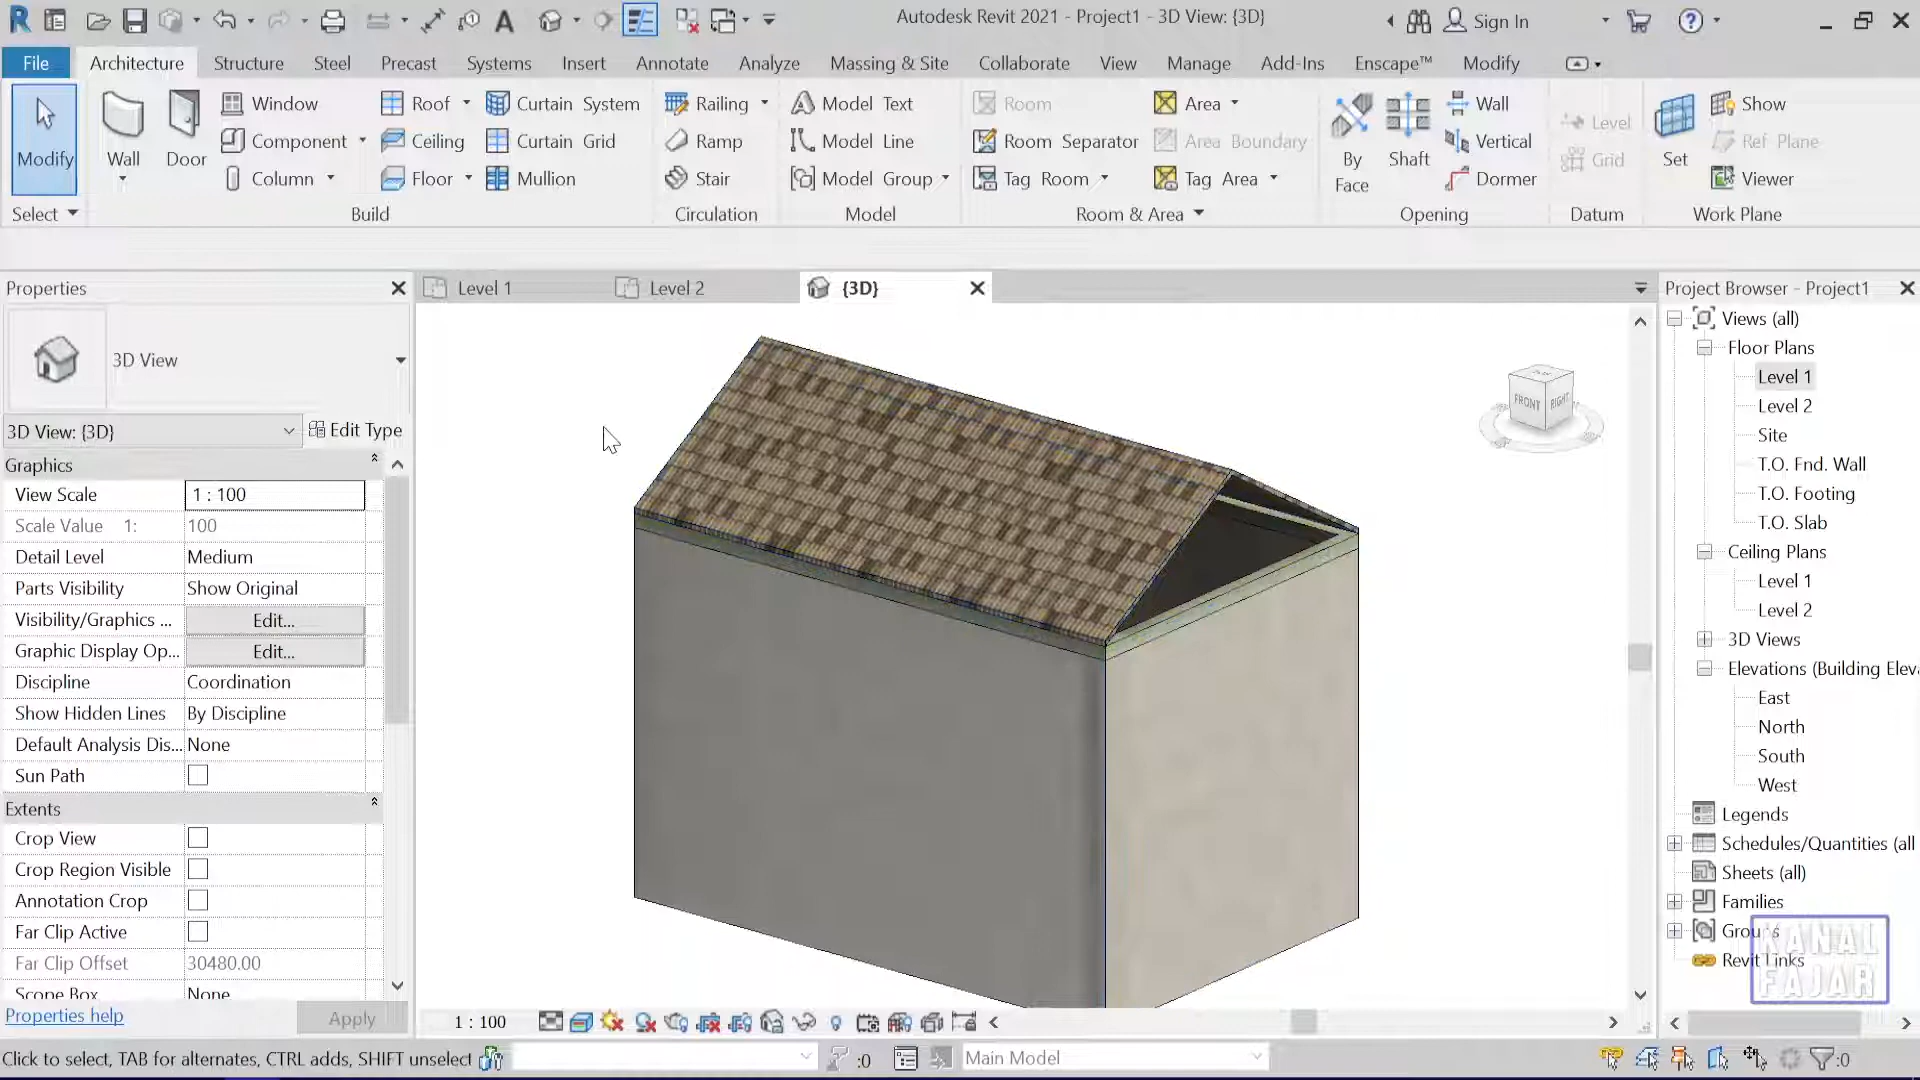 Autodesk Revit 2021 - Project1 - 3D View: {3D}
Sign In
File
Architecture
Structure
Steel
Precast
Systems
Insert
Annotate
Analyze
Massing & Site
Collaborate
View
Manage
Add-Ins
Enscape™
Modify
Modify
Wall
Door
Window
Component
Column
Roof
Ceiling
Floor
Curtain System
Curtain Grid
Mullion
Railing
Ramp
Stair
Model Text
Model Line
Model Group
Room
Room Separator
Tag Room
Area
Area Boundary
Tag Area
By Face
Shaft
Wall
Vertical
Dormer
Level
Grid
Set
Show
Ref Plane
Viewer
Select
Build
Circulation
Model
Room & Area
Opening
Datum
Work Plane
Properties
Level 1
Level 2
{3D}
Project Browser - Project1
3D View
3D View: {3D}
Edit Type
Graphics
View Scale
1 : 100
Scale Value 1:
100
Detail Level
Medium
Parts Visibility
Show Original
Visibility/Graphics ...
Edit...
Graphic Display Op...
Edit...
Discipline
Coordination
Show Hidden Lines
By Discipline
Default Analysis Dis...
None
Sun Path
Extents
Crop View
Crop Region Visible
Annotation Crop
Far Clip Active
Far Clip Offset
30480.00
Scope Box
None
Properties help
Apply
FRONT
RIGHT
Views (all)
Floor Plans
Level 1
Level 2
Site
T.O. Fnd. Wall
T.O. Footing
T.O. Slab
Ceiling Plans
Level 1
Level 2
3D Views
Elevations (Building Eleva
East
North
South
West
Legends
Schedules/Quantities (all
Sheets (all)
Families
Groups
Revit Links
KANAL
FAJAR
1 : 100
Click to select, TAB for alternates, CTRL adds, SHIFT unselect
:0
Main Model
:0